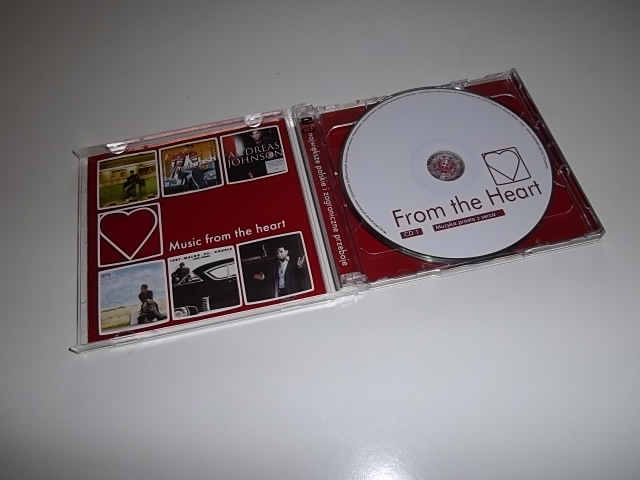 ANDREAS
JOHNSON
Music from the heart
największe polskie i zagraniczne przeboje
From the Heart
CD 1
Muzyka prosto z serca